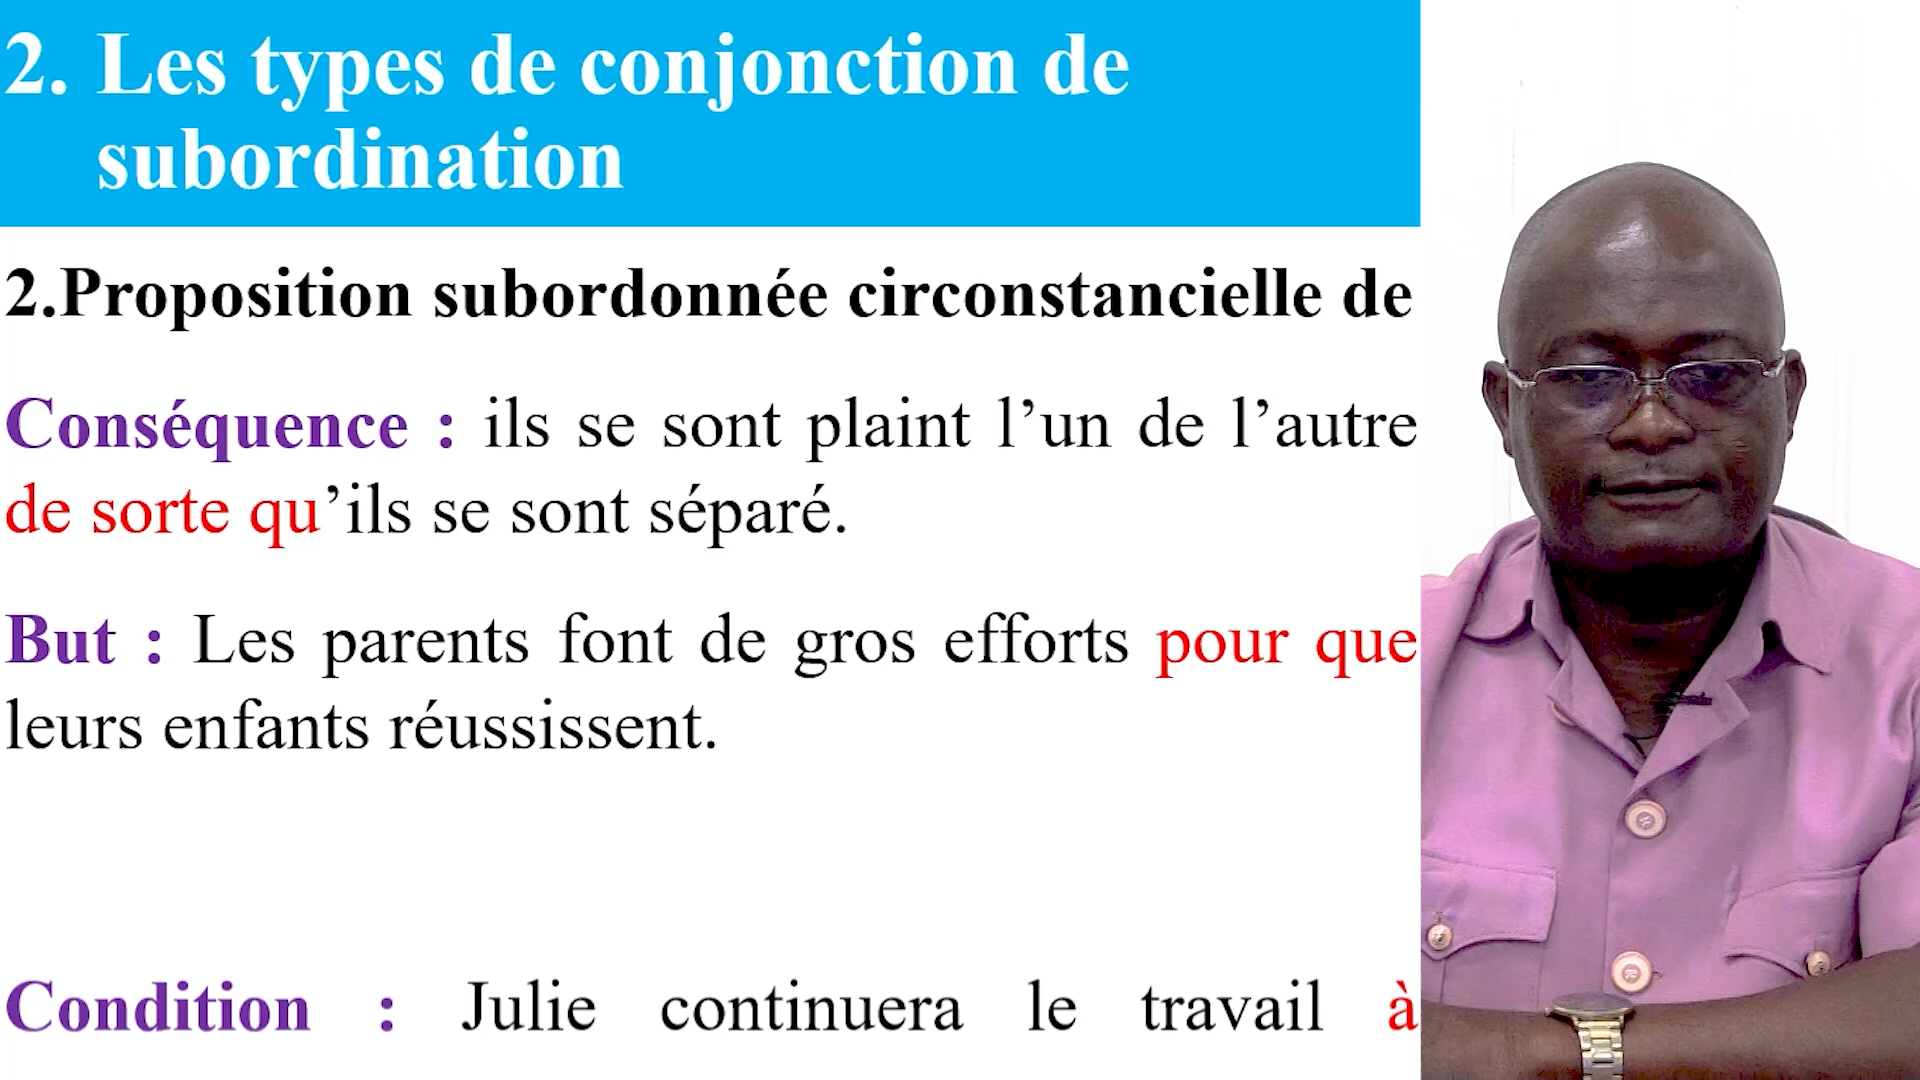 2. Les types de conjonction de
subordination
2.Proposition subordonnée circonstancielle de
Conséquence : ils se sont plaint l’un de l’autre
de sorte qu’ils se sont séparé.
But : Les parents font de gros efforts pour que
leurs enfants réussissent.
Condition : Julie continuera le travail à